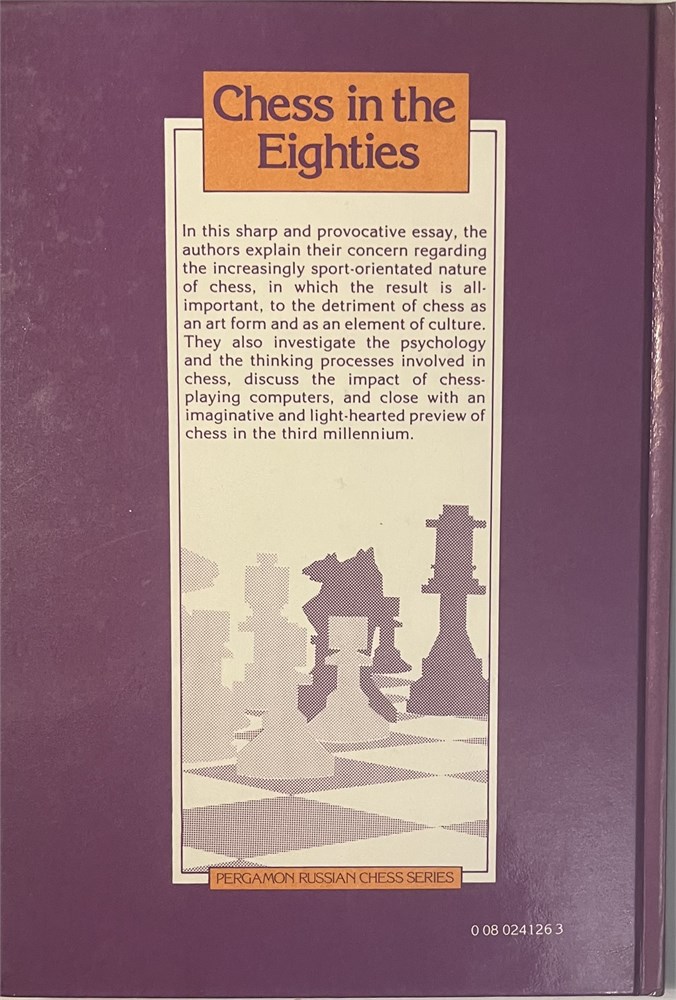 Chess in the
Eighties
In this sharp and provocative essay, the
authors explain their concern regarding
the increasingly sport-orientated nature
of chess, in which the result is all-
important, to the detriment of chess as
an art form and as an element of culture.
They also investigate the psychology
and the thinking processes involved in
chess, discuss the impact of chess-
playing computers, and close with an
imaginative and light-hearted preview of
chess in the third millennium.
PERGAMON RUSSIAN CHESS SERIES
0 08 024126 3